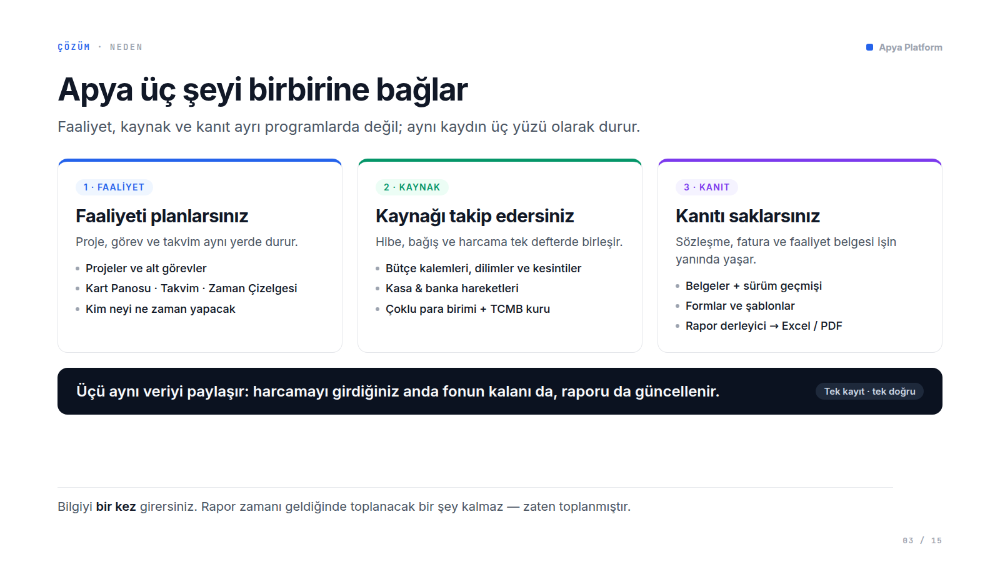 ÇÖZÜM · NEDEN
Apya Platform
Apya üç şeyi birbirine bağlar
Faaliyet, kaynak ve kanıt ayrı programlarda değil; aynı kaydın üç yüzü olarak durur.
1 · FAALİYET
Faaliyeti planlarsınız
Proje, görev ve takvim aynı yerde durur.
Projeler ve alt görevler
Kart Panosu · Takvim · Zaman Çizelgesi
Kim neyi ne zaman yapacak
2 · KAYNAK
Kaynağı takip edersiniz
Hibe, bağış ve harcama tek defterde birleşir.
Bütçe kalemleri, dilimler ve kesintiler
Kasa & banka hareketleri
Çoklu para birimi + TCMB kuru
3 · KANIT
Kanıtı saklarsınız
Sözleşme, fatura ve faaliyet belgesi işin
yanında yaşar.
Belgeler + sürüm geçmişi
Formlar ve şablonlar
Rapor derleyici → Excel / PDF
Üçü aynı veriyi paylaşır: harcamayı girdiğiniz anda fonun kalanı da, raporu da güncellenir.
Tek kayıt · tek doğru
Bilgiyi bir kez girersiniz. Rapor zamanı geldiğinde toplanacak bir şey kalmaz — zaten toplanmıştır.
03 / 15